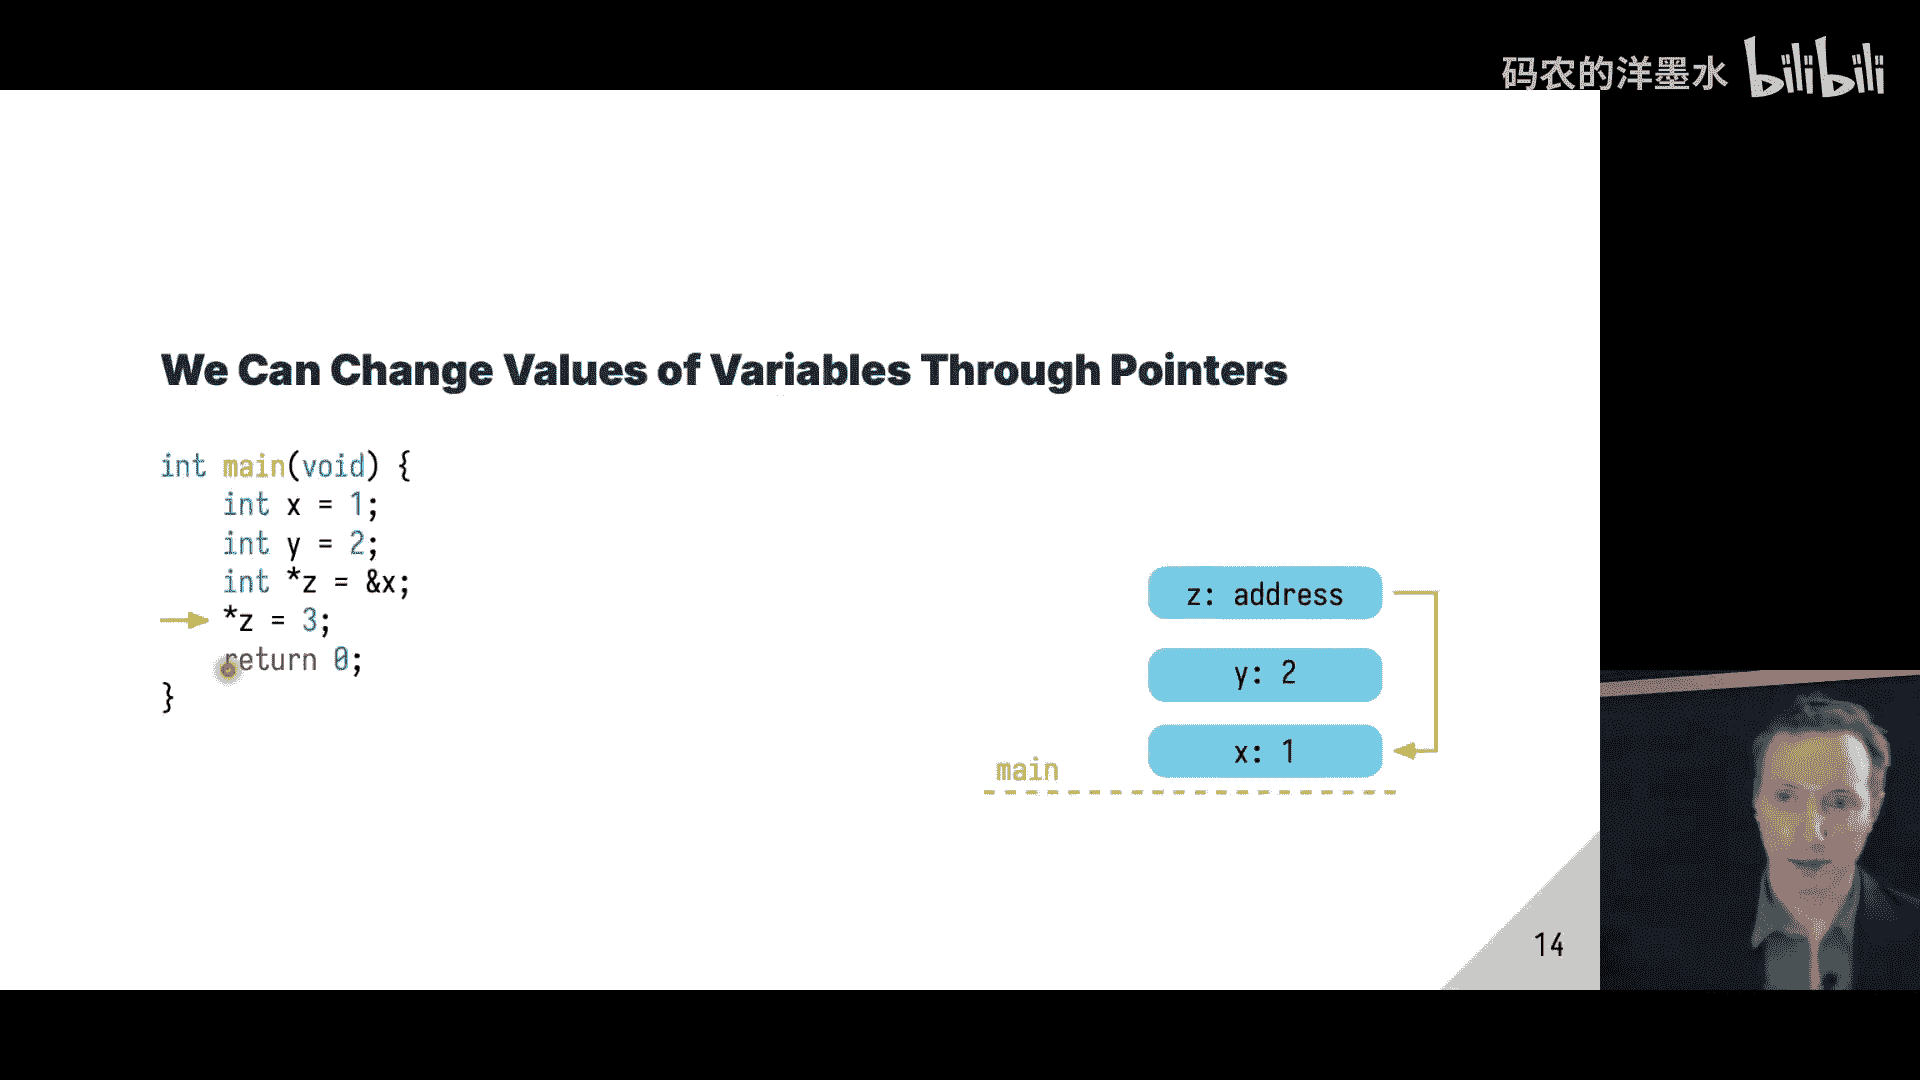 码农的洋墨水 bilibili
We Can Change Values of Variables Through Pointers
int main(void) {
int x = 1;
int y = 2;
int *z = &x;
*z = 3;
return 0;
}
z: address
y: 2
x: 1
main
14